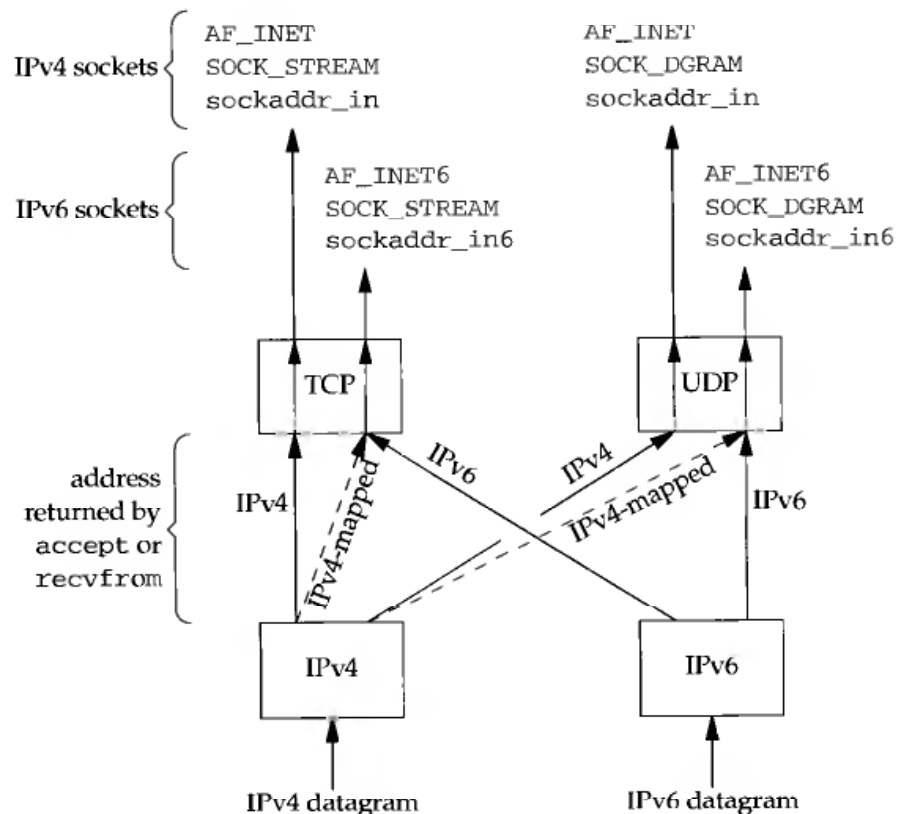 AF_INET
SOCK_STREAM
sockaddr_in
IPv4 sockets
AF_INET
SOCK_DGRAM
sockaddr_in
AF_INET6
SOCK_STREAM
sockaddr_in6
IPv6 sockets
AF_INET6
SOCK_DGRAM
sockaddr_in6
TCP
UDP
address
returned by
accept or
recvfrom
IPv4
IPv4-mapped
IPv6
IPv4
IPv4-mapped
IPv6
IPv4
IPv6
IPv4 datagram
IPv6 datagram